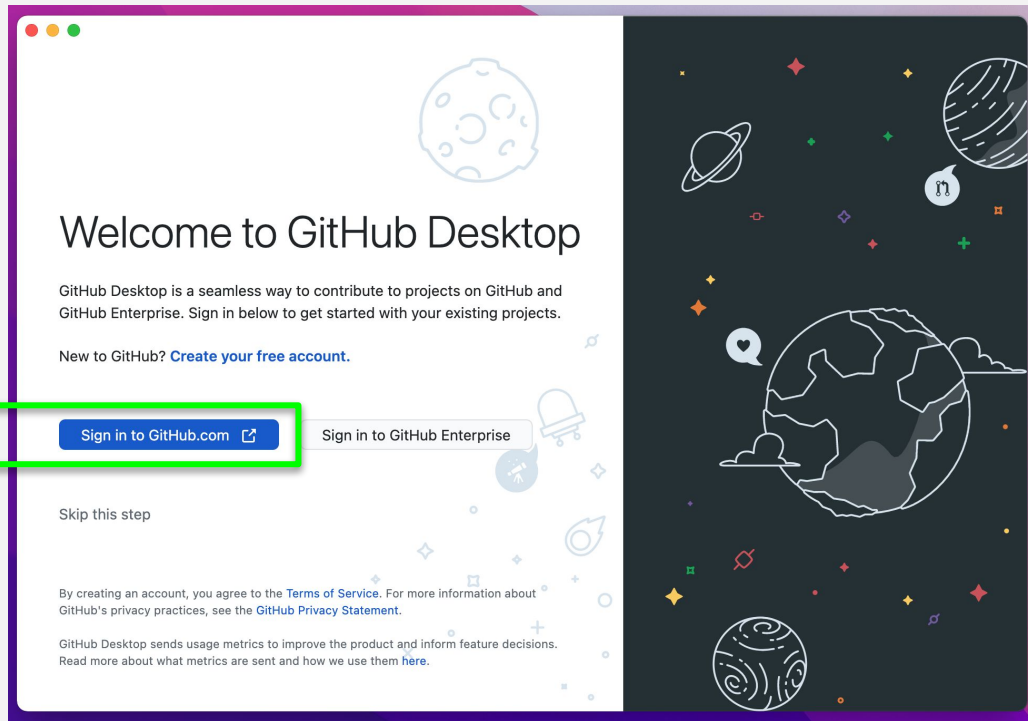 Welcome to GitHub Desktop
GitHub Desktop is a seamless way to contribute to projects on GitHub and
GitHub Enterprise. Sign in below to get started with your existing projects.
New to GitHub? Create your free account.
Sign in to GitHub.com
Sign in to GitHub Enterprise
Skip this step
By creating an account, you agree to the Terms of Service. For more information about
GitHub's privacy practices, see the GitHub Privacy Statement.
GitHub Desktop sends usage metrics to improve the product and inform feature decisions.
Read more about what metrics are sent and how we use them here.